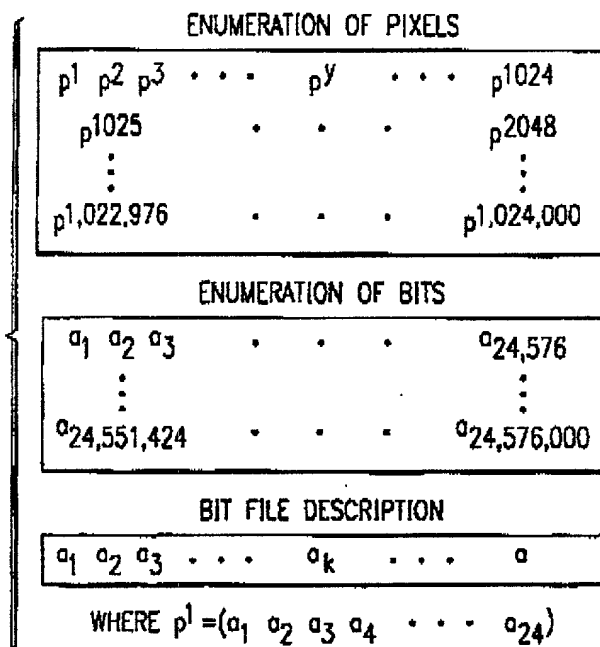 ENUMERATION OF PIXELS
p¹ p² p³ · · · pʸ · · · p¹⁰²⁴
p¹⁰²⁵ · · · p²⁰⁴⁸
p¹,⁰²²,⁹⁷⁶ · · · p¹,⁰²⁴,⁰⁰⁰
ENUMERATION OF BITS
a₁ a₂ a₃ · · · a₂₄,₅₇₆
a₂₄,₅₅₁,₄₂₄ · · · a₂₄,₅₇₆,₀₀₀
BIT FILE DESCRIPTION
a₁ a₂ a₃ · · · aₖ · · · a
WHERE p¹ =(a₁ a₂ a₃ a₄ · · · a₂₄)